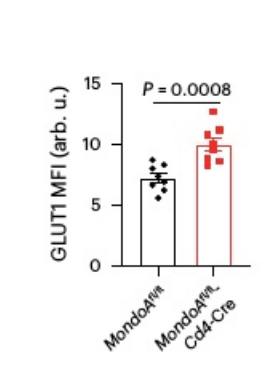 P = 0.0008
15
10
5
0
GLUT1 MFI (arb. u.)
MondoAfl/fl
MondoAfl/fl-
Cd4-Cre